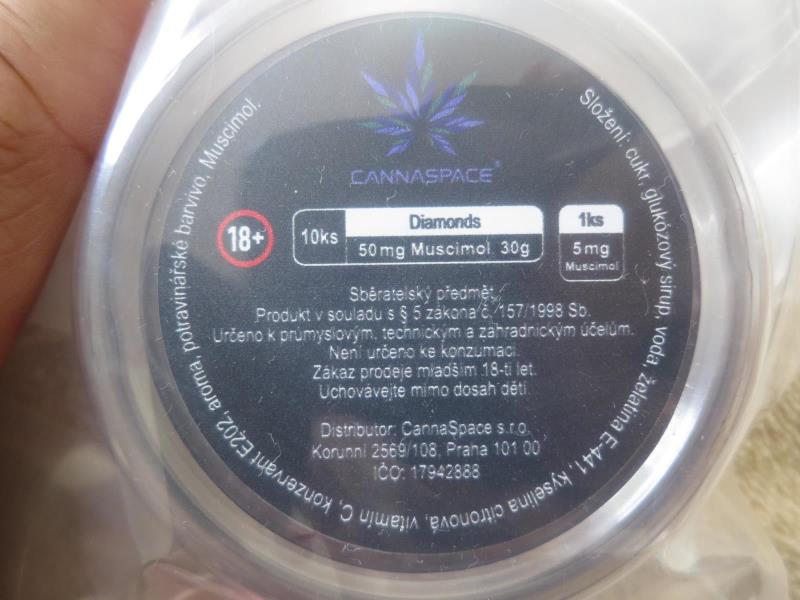 CANNASPACE®
18+
10ks
Diamonds
50mg Muscimol 30g
1ks
5mg
Muscimol
Sběratelský předmět.
Produkt v souladu s § 5 zákona č. 157/1998 Sb.
Určeno k průmyslovým, technickým a zahradnickým účelům.
Není určeno ke konzumaci.
Zákaz prodeje mladším 18-ti let.
Uchovávejte mimo dosah dětí.
Distributor: CannaSpace s.r.o.
Korunní 2569/108, Praha 101 00
IČO: 17942888
Složení: cukr, glukózový sirup, voda, želatina E-441, kyselina citronová, vitamín C, konzervant E202, aroma, potravinářské barvivo, Muscimol.